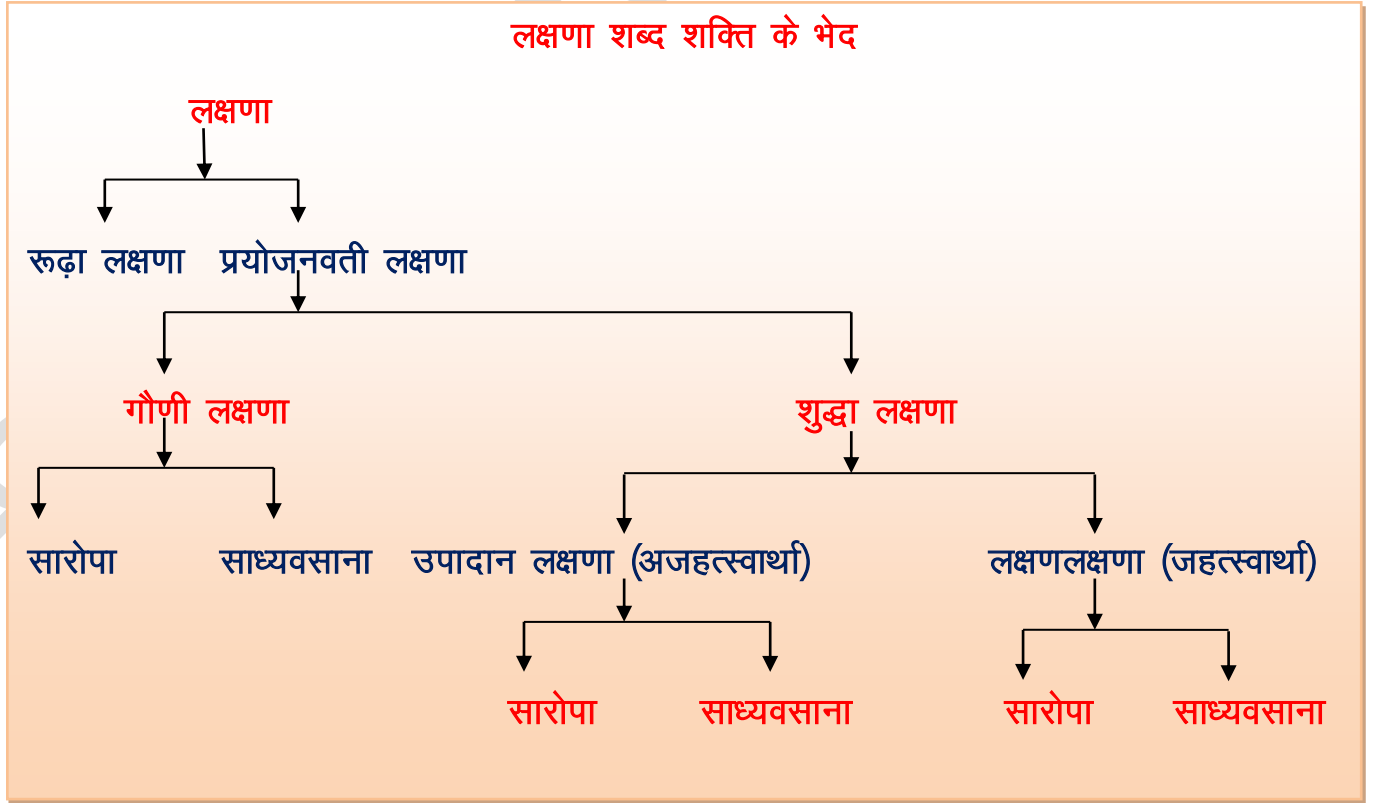 लक्षणा शब्द शक्ति के भेद
लक्षणा
रूढ़ा लक्षणा प्रयोजनवती लक्षणा
गौणी लक्षणा शुद्धा लक्षणा
सारोपा साध्यवसाना उपादान लक्षणा (अजहत्स्वार्था) लक्षणलक्षणा (जहत्स्वार्था)
सारोपा साध्यवसाना सारोपा साध्यवसाना